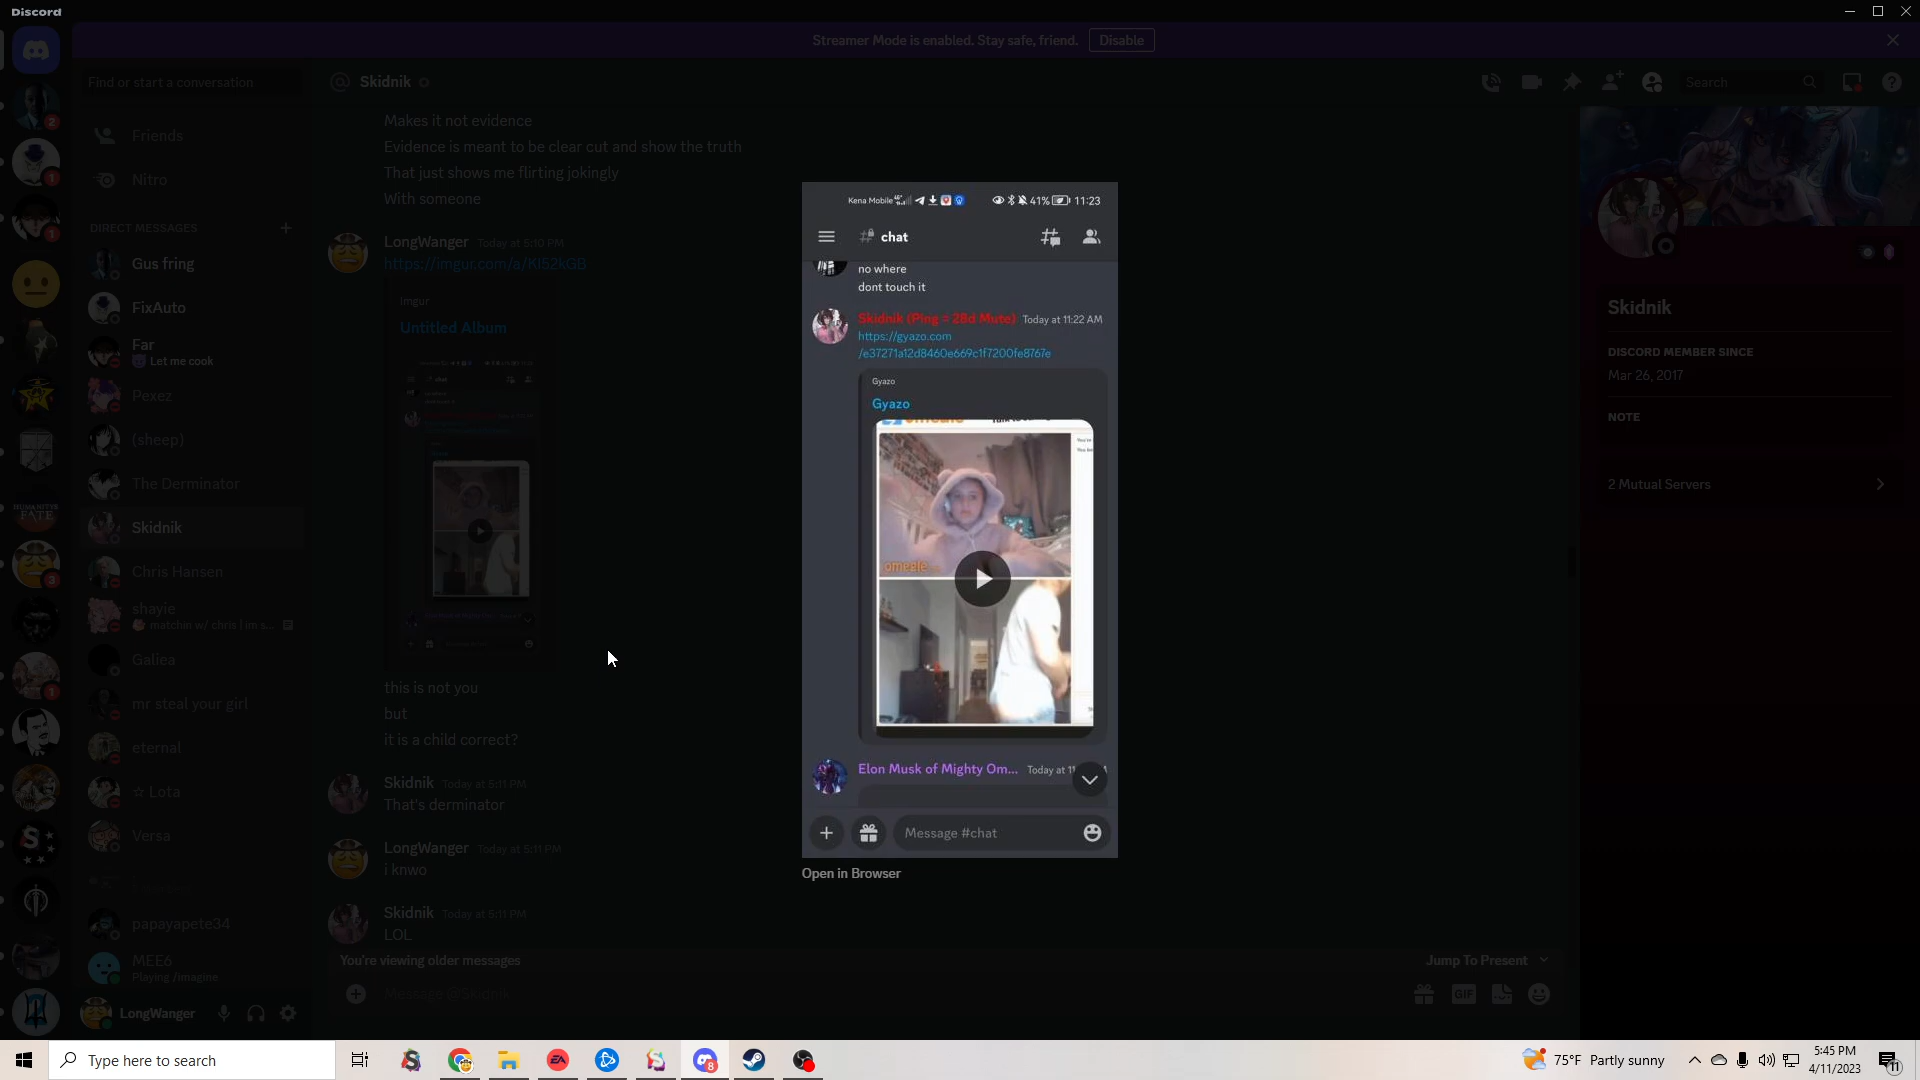 Discord
Streamer Mode is enabled. Stay safe, friend.
Disable
Find or start a conversation
Friends
Nitro
DIRECT MESSAGES
Gus fring
FixAuto
Far
Let me cook
Pexez
(sheep)
The Derminator
Skidnik
Chris Hansen
shayie
matchin w/ chris | im s...
Galiea
mr steal your girl
eternal
☆ Lota
Versa
papayapete34
MEE6
Playing /imagine
LongWanger
2
1
1
3
1
Skidnik
Search
Makes it not evidence
Evidence is meant to be clear cut and show the truth
That just shows me flirting jokingly
With someone
LongWanger Today at 5:10 PM
https://imgur.com/a/KI52kGB
Imgur
Untitled Album
this is not you
but
it is a child correct?
Skidnik Today at 5:11 PM
That's derminator
LongWanger Today at 5:11 PM
i knwo
Skidnik Today at 5:11 PM
LOL
You're viewing older messages
Jump To Present
Message @Skidnik
GIF
Kena Mobile
41%
11:23
chat
no where
dont touch it
Skidnik (Ping = 28d Mute) Today at 11:22 AM
https://gyazo.com
/e37271a12d8460e669c1f7200fe8767e
Gyazo
Gyazo
omegle
Elon Musk of Mighty Om... Today at 11
Message #chat
Open in Browser
Skidnik
DISCORD MEMBER SINCE
Mar 26, 2017
NOTE
2 Mutual Servers
Type here to search
EA
8
75°F Partly sunny
5:45 PM
4/11/2023
11